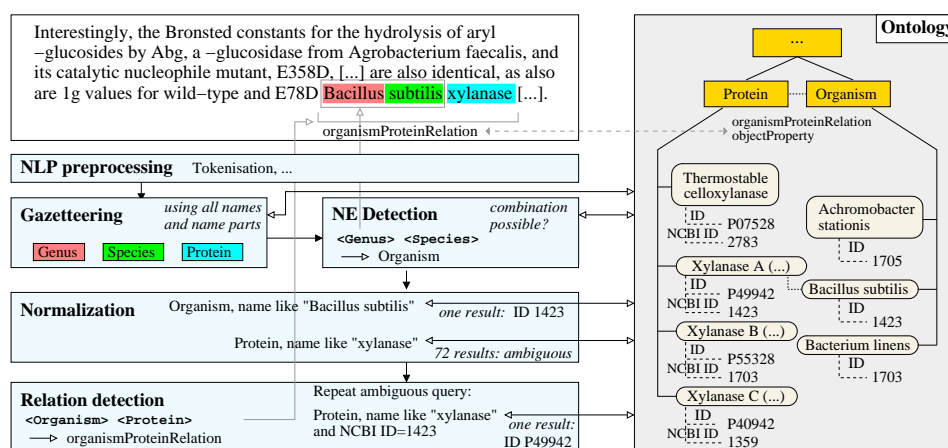 Interestingly, the Bronsted constants for the hydrolysis of aryl
−glucosides by Abg, a −glucosidase from Agrobacterium faecalis, and
its catalytic nucleophile mutant, E358D, [...] are also identical, as also
are 1g values for wild−type and E78D Bacillus subtilis xylanase [...].
organismProteinRelation
NLP preprocessing Tokenisation, ...
Gazetteering
using all names
and name parts
Genus Species Protein
NE Detection
combination
possible?
<Genus> <Species>
Organism
Normalization
Organism, name like "Bacillus subtilis"
one result: ID 1423
Protein, name like "xylanase"
72 results: ambiguous
Relation detection
<Organism> <Protein>
organismProteinRelation
Repeat ambiguous query:
Protein, name like "xylanase"
and NCBI ID=1423
one result:
ID P49942
Ontology
...
Protein Organism
organismProteinRelation
objectProperty
Thermostable
celloxylanase
ID P07528
NCBI ID 2783
Xylanase A (...)
ID P49942
NCBI ID 1423
Xylanase B (...)
ID P55328
NCBI ID 1703
Xylanase C (...)
ID P40942
NCBI ID 1359
Achromobacter
stationis
ID
1705
Bacillus subtilis
ID
1423
Bacterium linens
ID
1703